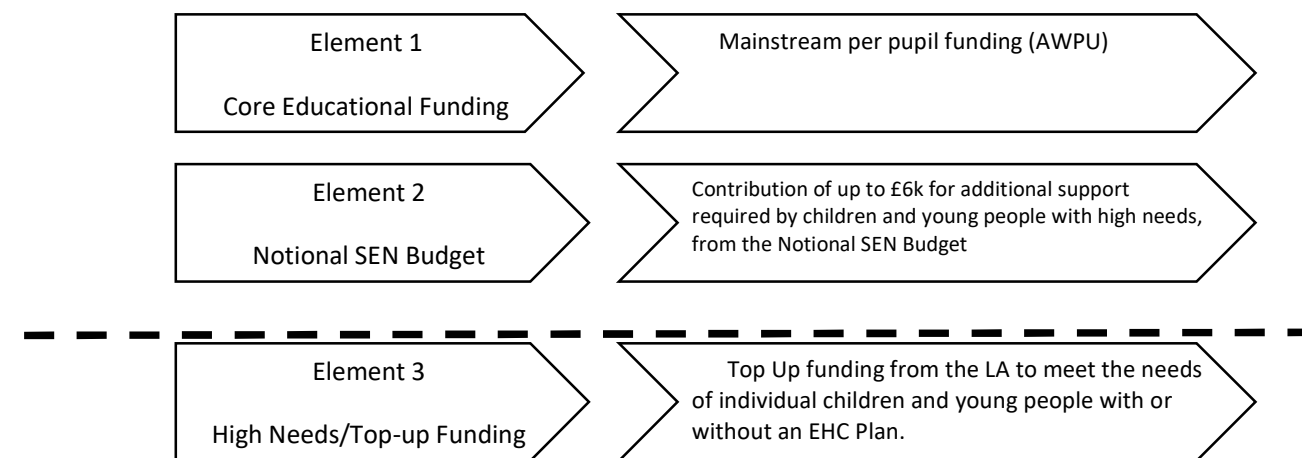 Element 1
Core Educational Funding
Mainstream per pupil funding (AWPU)
Element 2
Notional SEN Budget
Contribution of up to £6k for additional support
required by children and young people with high needs,
from the Notional SEN Budget
Element 3
High Needs/Top-up Funding
Top Up funding from the LA to meet the needs
of individual children and young people with or
without an EHC Plan.